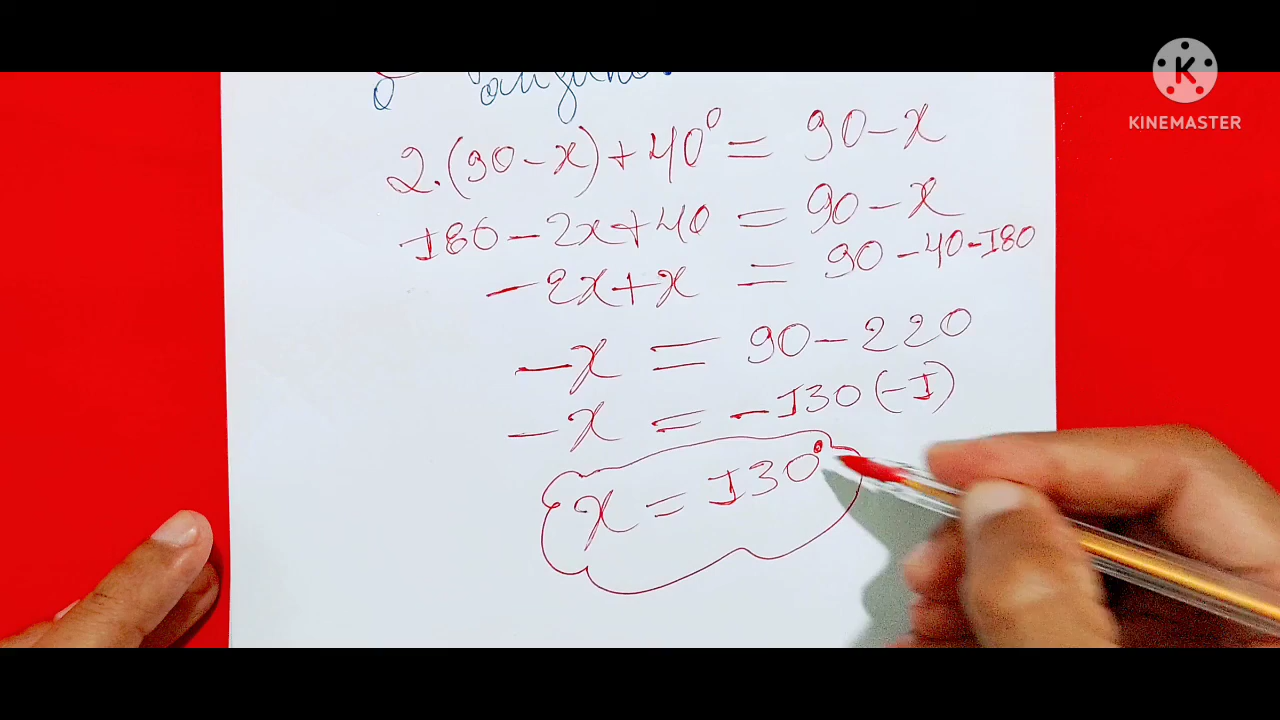 2.(90-x)+40°=90-x
180-2x+40=90-x
-2x+x=90-40-180
-x=90-220
-x=-130(-1)
x=130°
KINEMASTER